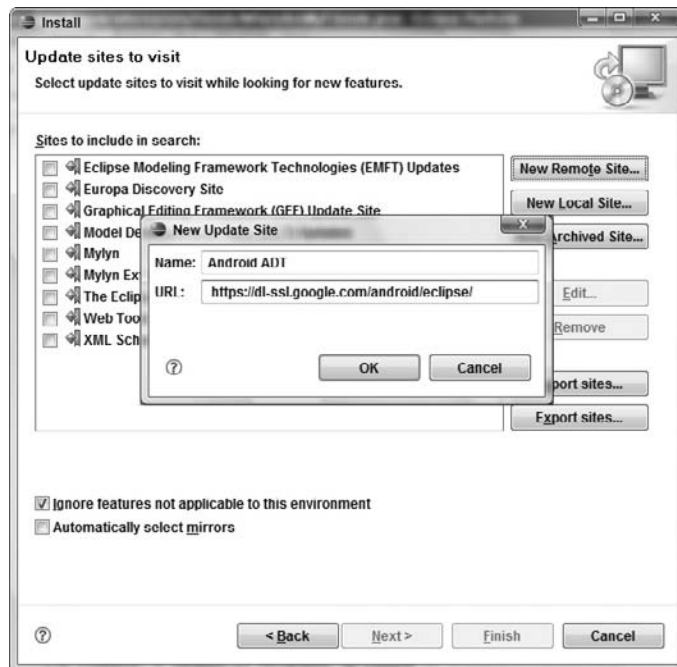 Install
Update sites to visit
Select update sites to visit while looking for new features.
Sites to include in search:
Eclipse Modeling Framework Technologies (EMFT) Updates
Europa Discovery Site
Graphical Editing Framework (GEF) Update Site
Model De
Mylyn
Mylyn Ex
The Eclip
Web Too
XML Sch
New Remote Site...
New Local Site...
Archived Site...
Edit...
Remove
port sites...
Export sites...
New Update Site
X
Name: Android ADT
URL: https://dl-ssl.google.com/android/eclipse/
?
OK
Cancel
Ignore features not applicable to this environment
Automatically select mirrors
?
< Back
Next >
Finish
Cancel